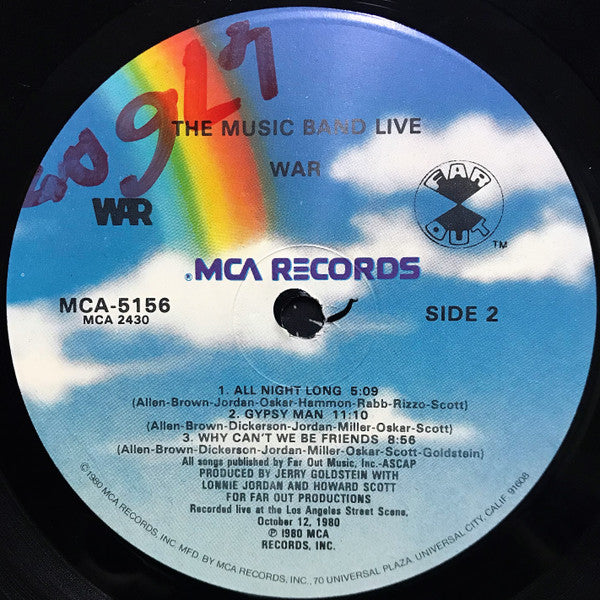 THE MUSIC BAND LIVE
WAR
WAR
FAR
OUT
TM
® MCA RECORDS
MCA-5156
MCA 2430
SIDE 2
1. ALL NIGHT LONG 5:09
(Allen-Brown-Jordan-Oskar-Hammon-Rabb-Rizzo-Scott)
2. GYPSY MAN 11:10
(Allen-Brown-Dickerson-Jordan-Miller-Oskar-Scott)
3. WHY CAN'T WE BE FRIENDS 8:56
(Allen-Brown-Dickerson-Jordan-Miller-Oskar-Scott-Goldstein)
All songs published by Far Out Music, Inc.-ASCAP
PRODUCED BY JERRY GOLDSTEIN WITH
LONNIE JORDAN AND HOWARD SCOTT
FOR FAR OUT PRODUCTIONS
Recorded live at the Los Angeles Street Scene,
October 12, 1980
℗ 1980 MCA
RECORDS, INC.
©1980 MCA RECORDS, INC. MFD. BY MCA RECORDS, INC., 70 UNIVERSAL PLAZA, UNIVERSAL CITY, CALIF. 91608